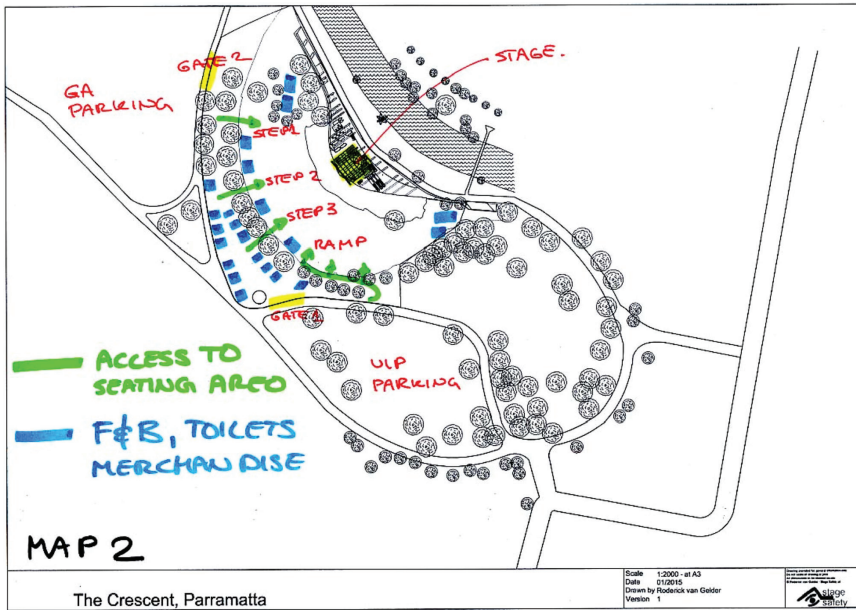 GATE 2
STAGE.
GA
PARKING
STEP 1
STEP 2
STEP 3
RAMP
GATE 1
VIP
PARKING
ACCESS TO
SEATING AREA
F&B, TOILETS
MERCHANDISE
MAP 2
The Crescent, Parramatta
Scale 1:2000 - at A3
Date 01/2015
Drawn by Roderick van Gelder
Version 1
stage
safety